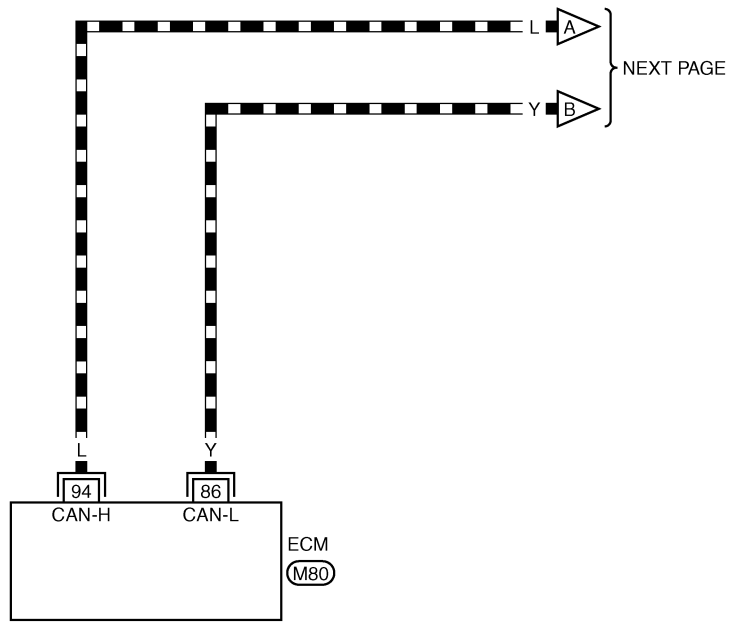 L A
NEXT PAGE
Y B
L Y
94 86
CAN-H CAN-L
ECM
M80